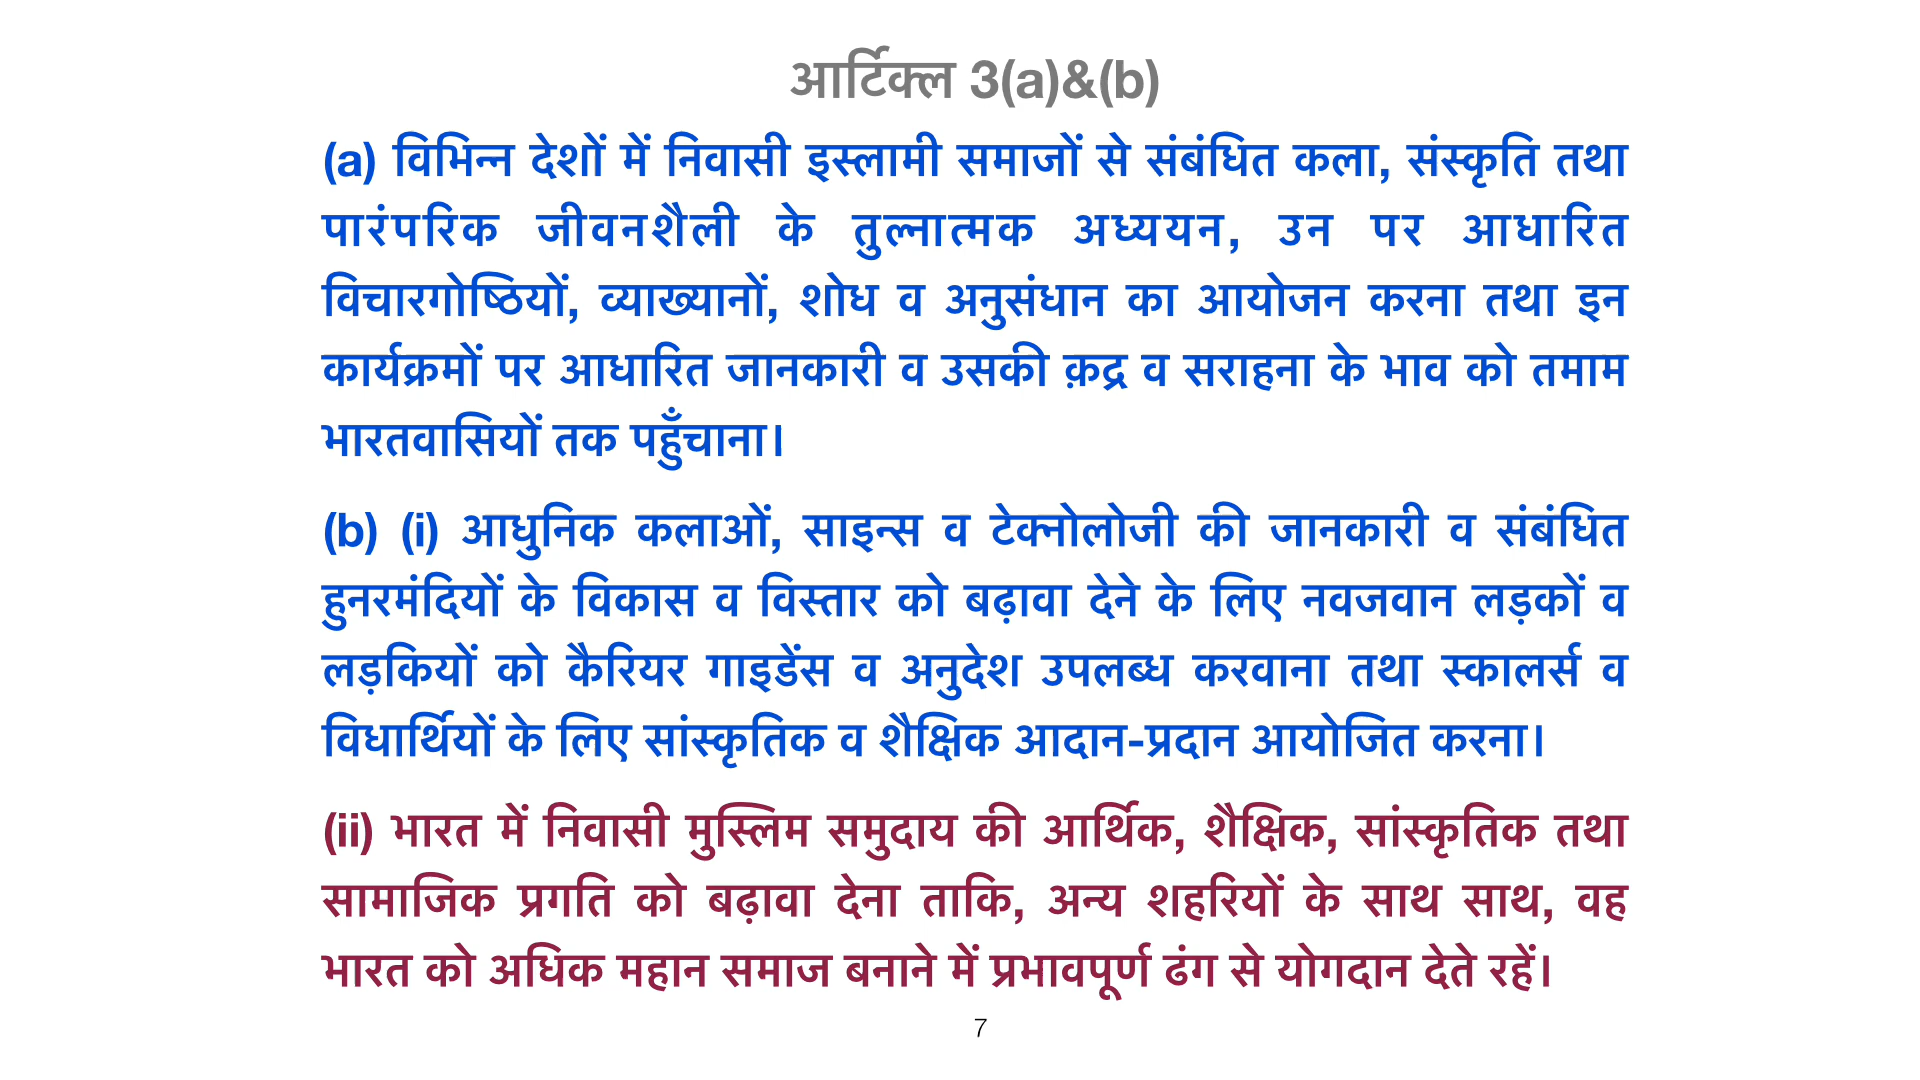 आर्टिक्ल 3(a)&(b)
(a) विभिन्न देशों में निवासी इस्लामी समाजों से संबंधित कला, संस्कृति तथा
पारंपरिक जीवनशैली के तुल्नात्मक अध्ययन, उन पर आधारित
विचारगोष्ठियों, व्याख्यानों, शोध व अनुसंधान का आयोजन करना तथा इन
कार्यक्रमों पर आधारित जानकारी व उसकी क़द्र व सराहना के भाव को तमाम
भारतवासियों तक पहुँचाना।
(b) (i) आधुनिक कलाओं, साइन्स व टेक्नोलोजी की जानकारी व संबंधित
हुनरमंदियों के विकास व विस्तार को बढ़ावा देने के लिए नवजवान लड़कों व
लड़कियों को कैरियर गाइडेंस व अनुदेश उपलब्ध करवाना तथा स्कालर्स व
विधार्थियों के लिए सांस्कृतिक व शैक्षिक आदान-प्रदान आयोजित करना।
(ii) भारत में निवासी मुस्लिम समुदाय की आर्थिक, शैक्षिक, सांस्कृतिक तथा
सामाजिक प्रगति को बढ़ावा देना ताकि, अन्य शहरियों के साथ साथ, वह
भारत को अधिक महान समाज बनाने में प्रभावपूर्ण ढंग से योगदान देते रहें।
7